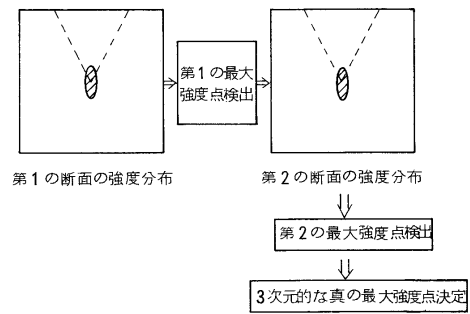 第1の最大
強度点検出
第1の断面の強度分布
第2の断面の強度分布
第2の最大強度点検出
3次元的な真の最大強度点決定